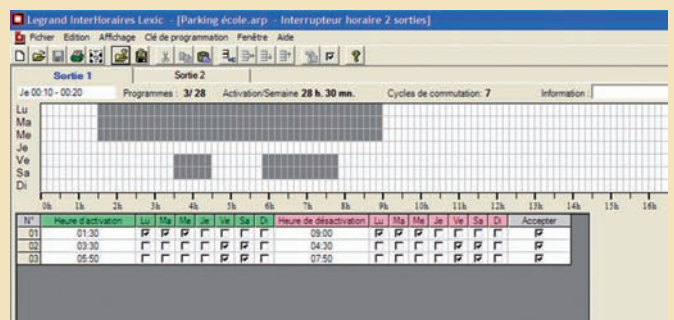 Legrand InterHoraires Lexic - [Parking école.arp - Interrupteur horaire 2 sorties]
Fichier Edition Affichage Clé de programmation Fenêtre Aide
Sortie 1 Sortie 2
Je 00:10 - 00:20 Programmes : 3/ 28 Activation/Semaine 28 h. 30 mn. Cycles de commutation: 7 Information :
Lu
Ma
Me
Je
Ve
Sa
Di
0h 1h 2h 3h 4h 5h 6h 7h 8h 9h 10h 11h 12h 13h 14h 15h 16h
N° Heure d'activation Lu Ma Me Je Ve Sa Di Heure de désactivation Lu Ma Me Je Ve Sa Di Accepter
01 01:30 09:00
02 03:30 04:30
03 05:50 07:50